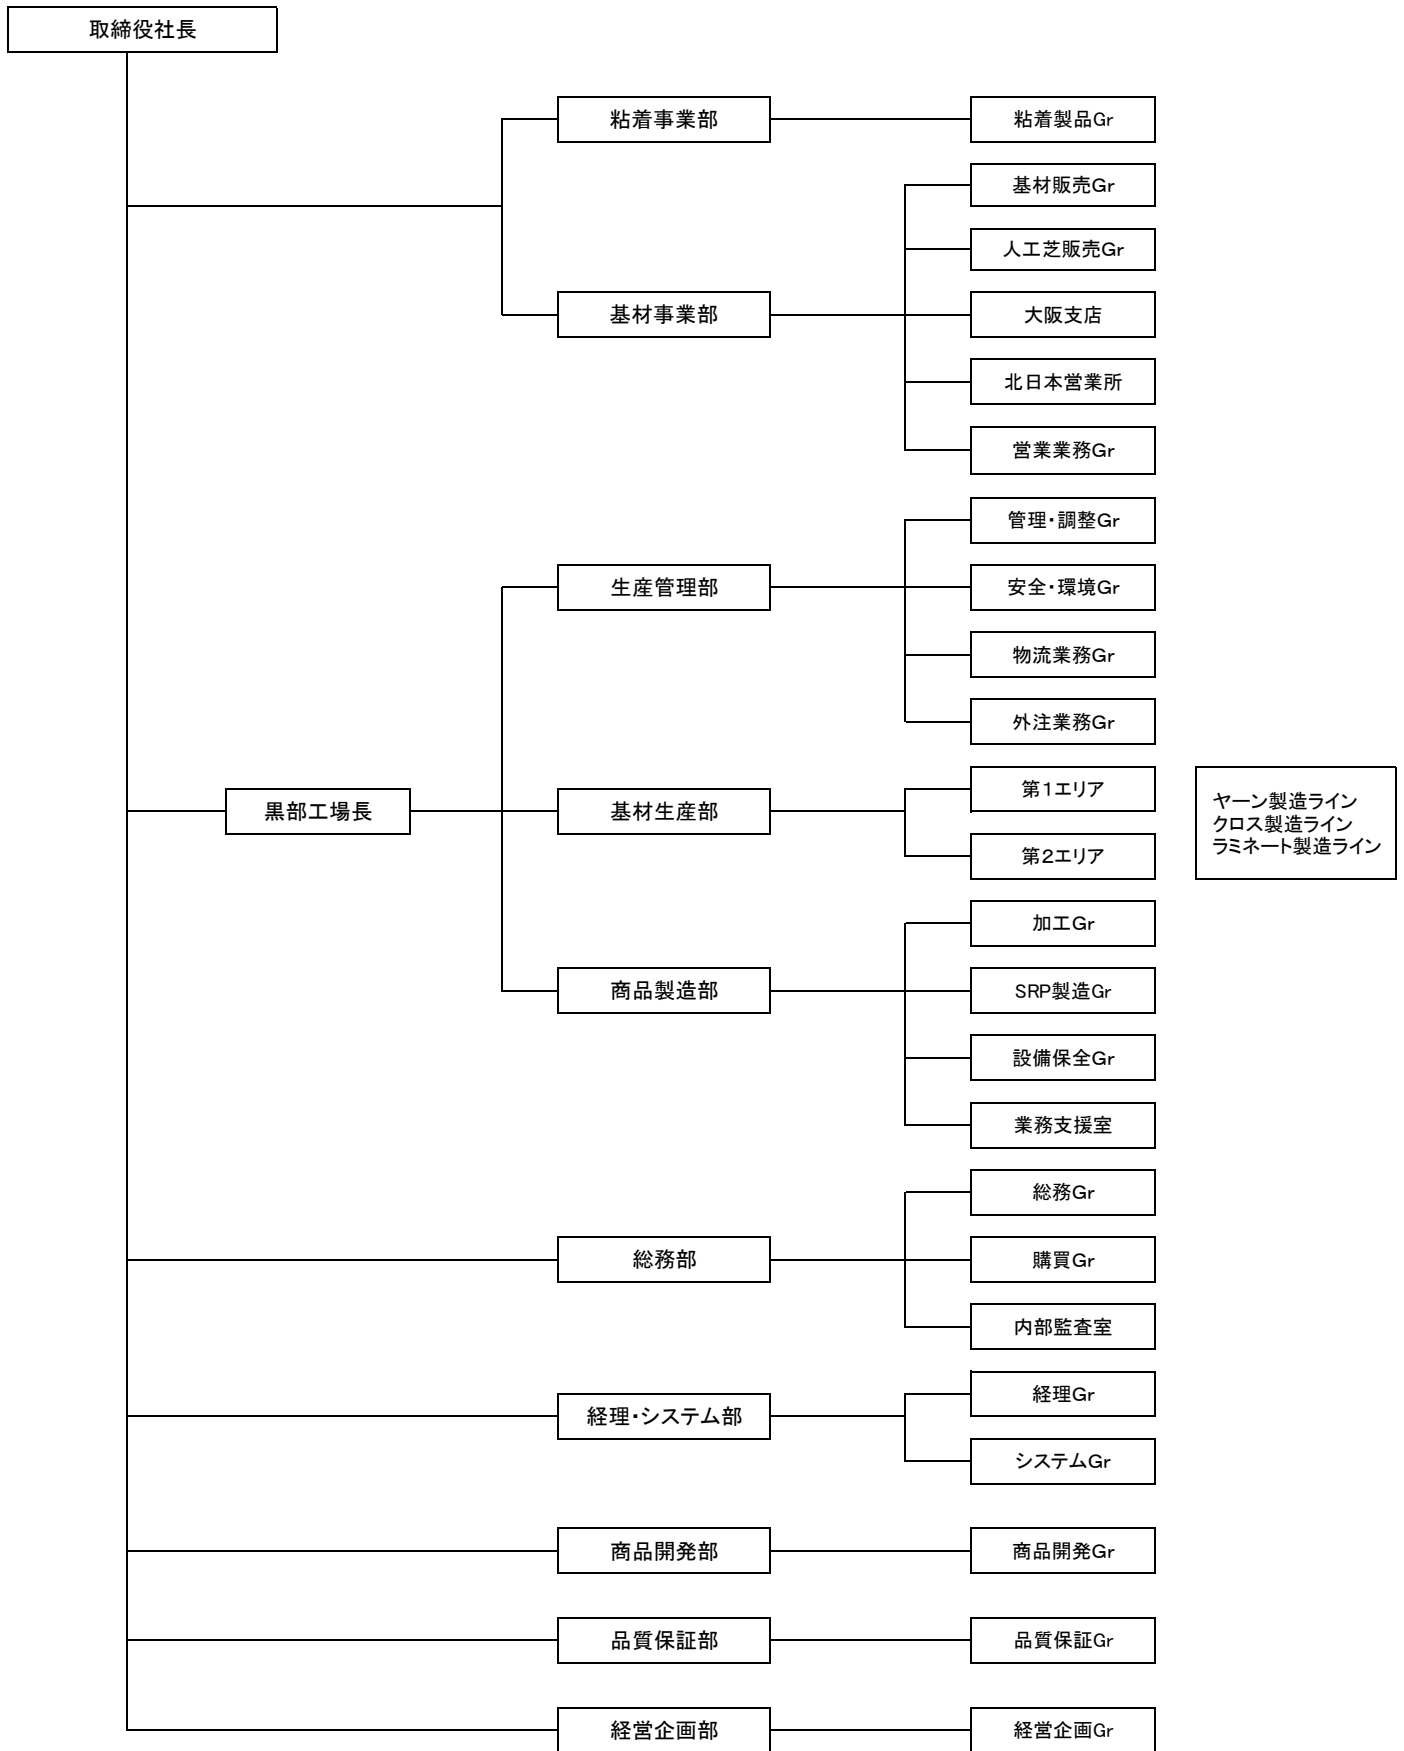 取締役社長
粘着事業部
粘着製品Gr
基材販売Gr
人工芝販売Gr
基材事業部
大阪支店
北日本営業所
営業業務Gr
管理・調整Gr
生産管理部
安全・環境Gr
物流業務Gr
外注業務Gr
黒部工場長
基材生産部
第1エリア
第2エリア
ヤーン製造ライン
クロス製造ライン
ラミネート製造ライン
加工Gr
商品製造部
SRP製造Gr
設備保全Gr
業務支援室
総務Gr
総務部
購買Gr
内部監査室
経理Gr
経理・システム部
システムGr
商品開発部
商品開発Gr
品質保証部
品質保証Gr
経営企画部
経営企画Gr